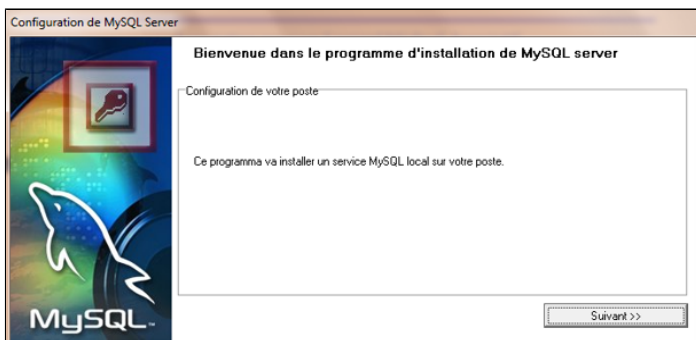 Configuration de MySQL Server
Bienvenue dans le programme d'installation de MySQL server
Configuration de votre poste
Ce programma va installer un service MySQL local sur votre poste.
MySQL™
Suivant >>